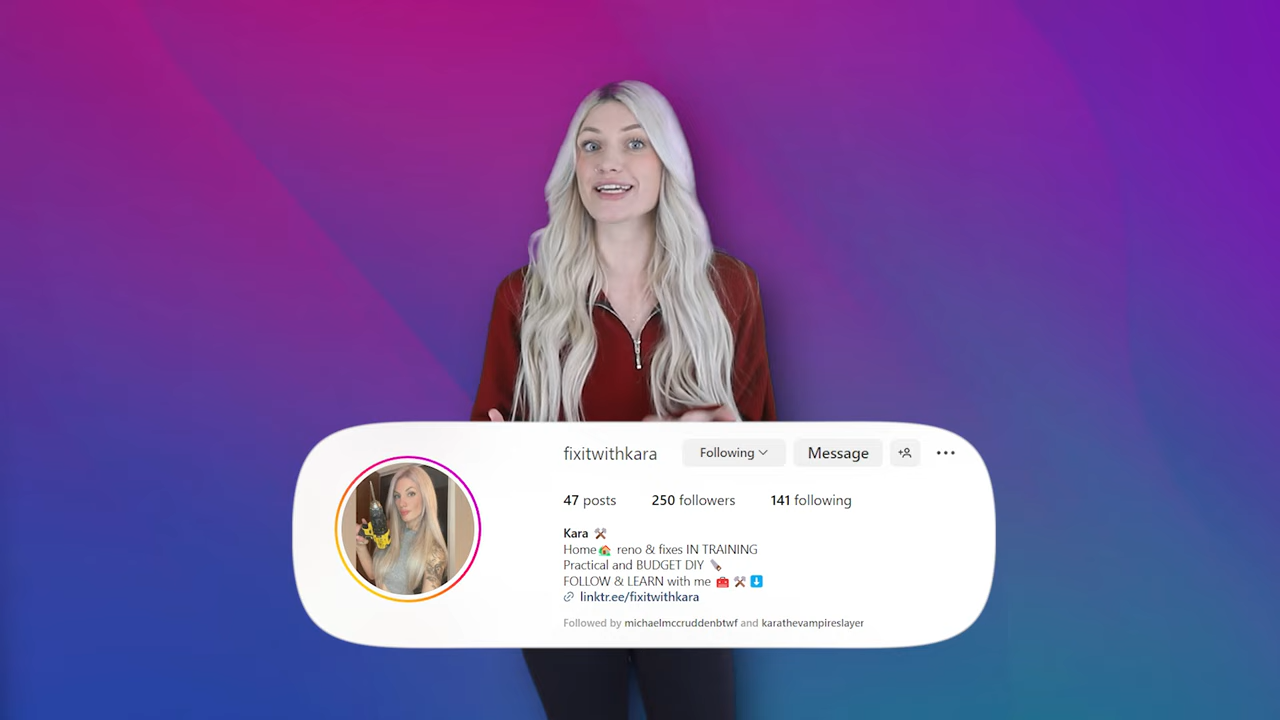 fixitwithkara Following Message
47 posts 250 followers 141 following
Kara ⚒️
Home🏠 reno & fixes IN TRAINING
Practical and BUDGET DIY 🪚
FOLLOW & LEARN with me 🧰 ⚒️ ⬇️
linktr.ee/fixitwithkara
Followed by michaelmccruddenbtwf and karathevampireslayer